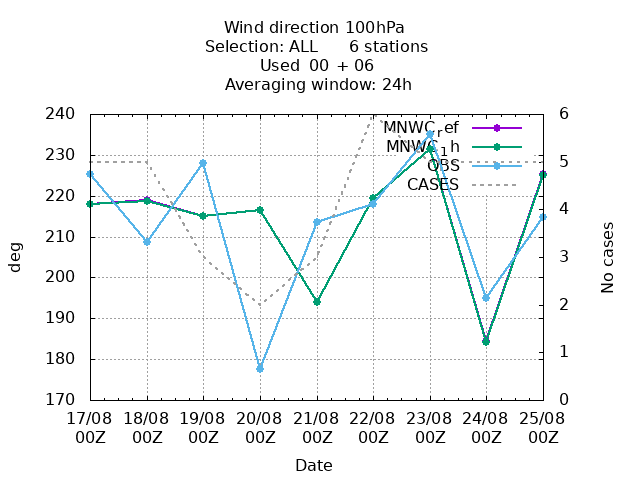 Wind direction 100hPa
Selection: ALL 6 stations
Used 00 + 06
Averaging window: 24h
240
230
220
210
200
190
180
170
deg
6
5
4
3
2
1
0
No cases
MNWC_ref
MNWC_1h
OBS
CASES
17/08 18/08 19/08 20/08 21/08 22/08 23/08 24/08 25/08
00Z 00Z 00Z 00Z 00Z 00Z 00Z 00Z 00Z
Date